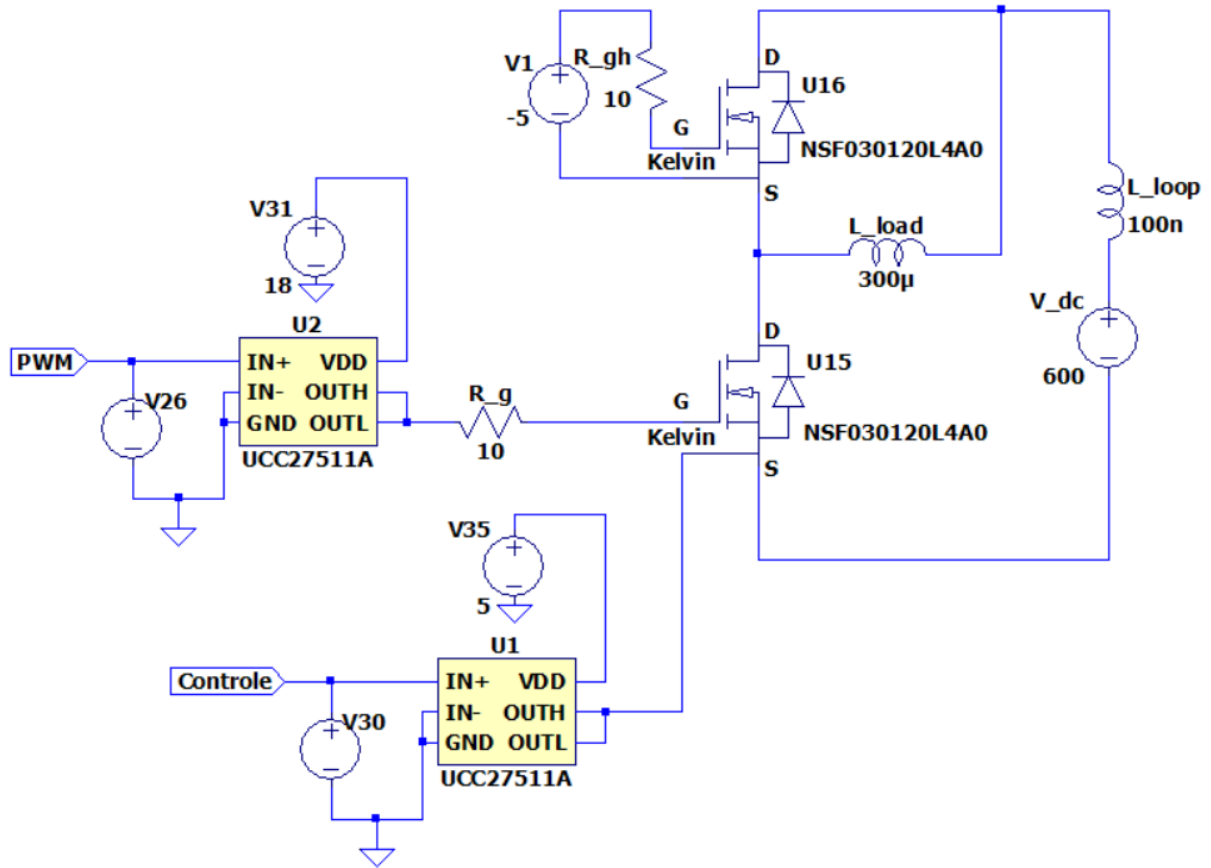 D
V1
R_gh
U16
-5
10
G
NSF030120L4A0
Kelvin
S
L_loop
100n
V31
L_load
300µ
18
V_dc
600
U2
D
PWM
IN+ VDD
U15
V26
IN- OUTH
R_g
G
GND OUTL
10
Kelvin
NSF030120L4A0
UCC27511A
S
V35
5
U1
Controle
IN+ VDD
V30
IN- OUTH
GND OUTL
UCC27511A